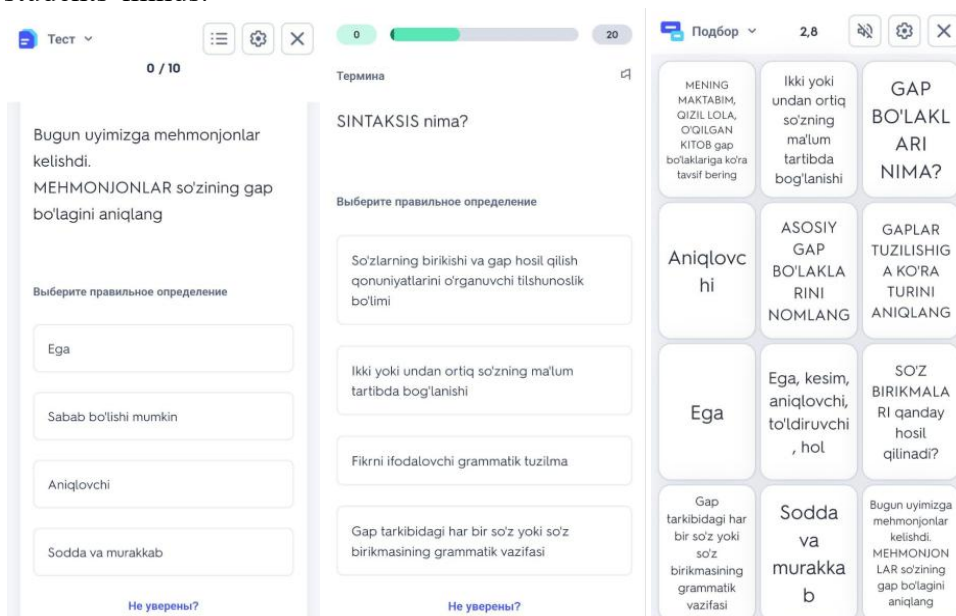 students' minds.
Тест
0 / 10
Bugun uyimizga mehmonjonlar
kelishdi.
MEHMONJONLAR so'zining gap
bo'lagini aniqlang
Выберите правильное определение
Ega
Sabab bo'lishi mumkin
Aniqlovchi
Sodda va murakkab
Не уверены?
0
20
Термина
SINTAKSIS nima?
Выберите правильное определение
So'zlarning birikishi va gap hosil qilish
qonuniyatlarini o'rganuvchi tilshunoslik
bo'limi
Ikki yoki undan ortiq so'zning ma'lum
tartibda bog'lanishi
Fikrni ifodalovchi grammatik tuzilma
Gap tarkibidagi har bir so'z yoki so'z
birikmasining grammatik vazifasi
Не уверены?
Подбор
2,8
MENING
MAKTABIM,
QIZIL LOLA,
O'QILGAN
KITOB gap
bo'laklariga ko'ra
tavsif bering
Ikki yoki
undan ortiq
so'zning
ma'lum
tartibda
bog'lanishi
GAP
BO'LAKL
ARI
NIMA?
Aniqlovc
hi
ASOSIY
GAP
BO'LAKLA
RINI
NOMLANG
GAPLAR
TUZILISHIG
A KO'RA
TURINI
ANIQLANG
Ega
Ega, kesim,
aniqlovchi,
to'ldiruvchi
, hol
SO'Z
BIRIKMALA
RI qanday
hosil
qilinadi?
Gap
tarkibidagi har
bir so'z yoki
so'z
birikmasining
grammatik
vazifasi
Sodda
va
murakka
b
Bugun uyimizga
mehmonjonlar
kelishdi.
MEHMONJON
LAR so'zining
gap bo'lagini
aniqlang